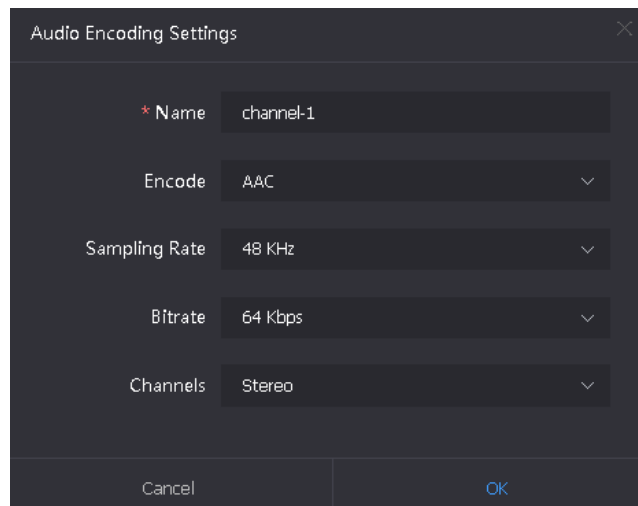 Audio Encoding Settings
* Name channel-1
Encode AAC
Sampling Rate 48 KHz
Bitrate 64 Kbps
Channels Stereo
Cancel OK